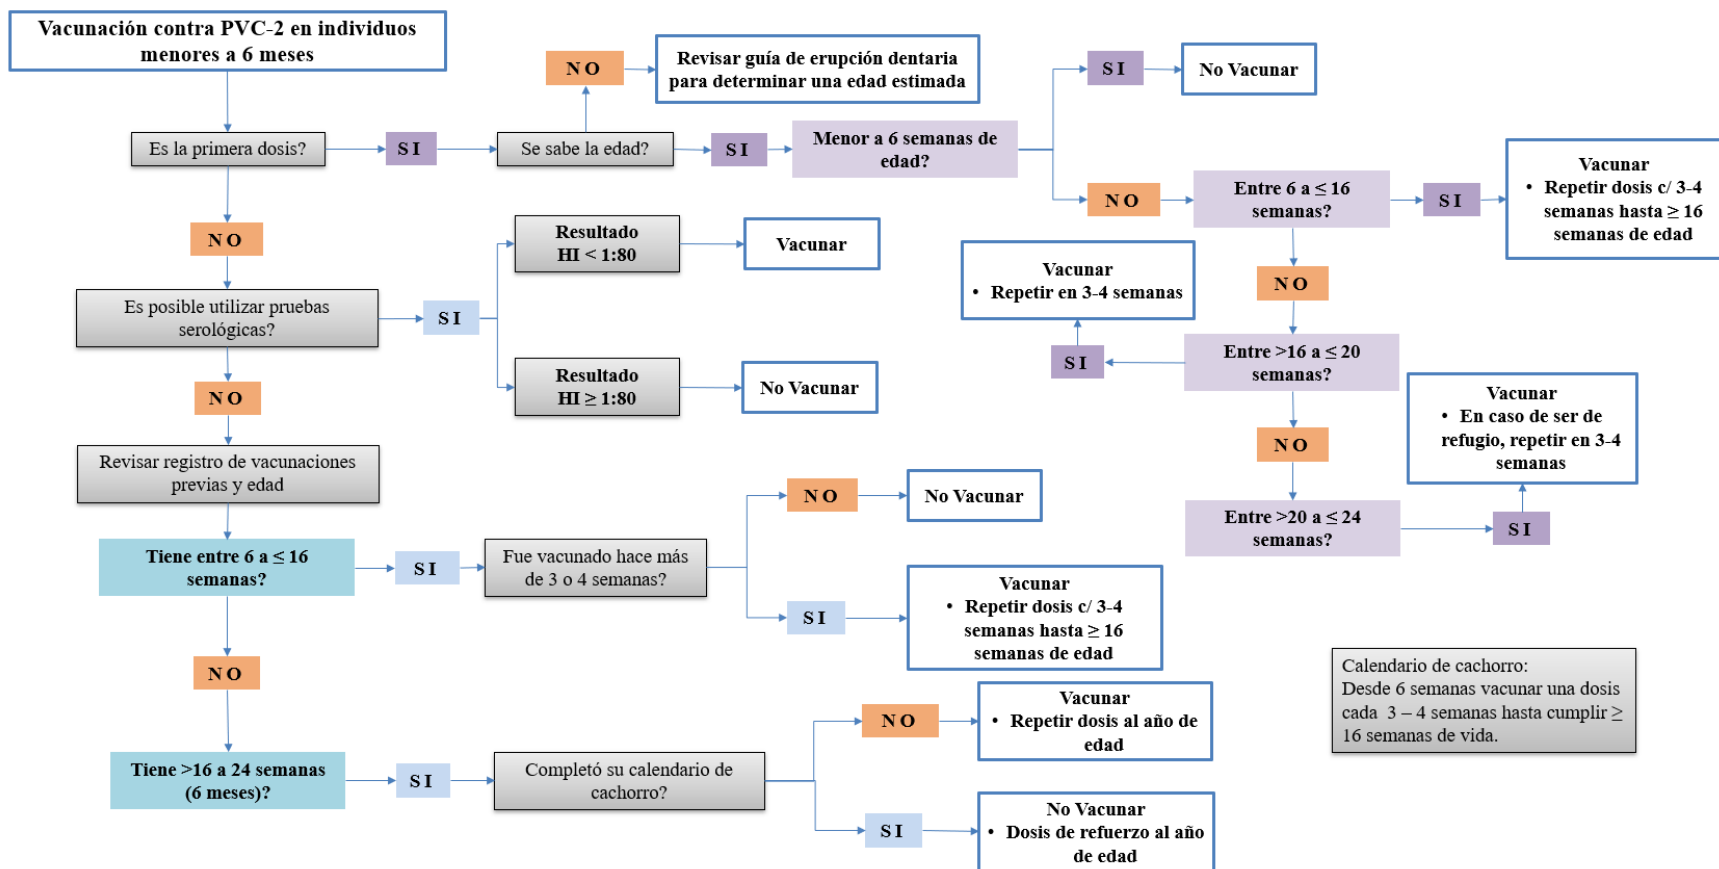 Vacunación contra PVC-2 en individuos
menores a 6 meses
Es la primera dosis?
SI
Se sabe la edad?
NO
Revisar guía de erupción dentaria
para determinar una edad estimada
SI
Menor a 6 semanas de
edad?
SI
No Vacunar
NO
Entre 6 a ≤ 16
semanas?
SI
Vacunar
• Repetir dosis c/ 3-4
semanas hasta ≥ 16
semanas de edad
NO
Entre >16 a ≤ 20
semanas?
SI
Vacunar
• Repetir en 3-4 semanas
NO
Entre >20 a ≤ 24
semanas?
SI
Vacunar
• En caso de ser de
refugio, repetir en 3-4
semanas
NO
Es posible utilizar pruebas
serológicas?
SI
Resultado
HI < 1:80
Vacunar
Resultado
HI ≥ 1:80
No Vacunar
NO
Revisar registro de vacunaciones
previas y edad
Tiene entre 6 a ≤ 16
semanas?
SI
Fue vacunado hace más
de 3 o 4 semanas?
NO
No Vacunar
SI
Vacunar
• Repetir dosis c/ 3-4
semanas hasta ≥ 16
semanas de edad
NO
Tiene >16 a 24 semanas
(6 meses)?
SI
Completó su calendario de
cachorro?
NO
Vacunar
• Repetir dosis al año de
edad
SI
No Vacunar
• Dosis de refuerzo al año
de edad
Calendario de cachorro:
Desde 6 semanas vacunar una dosis
cada 3 – 4 semanas hasta cumplir ≥
16 semanas de vida.